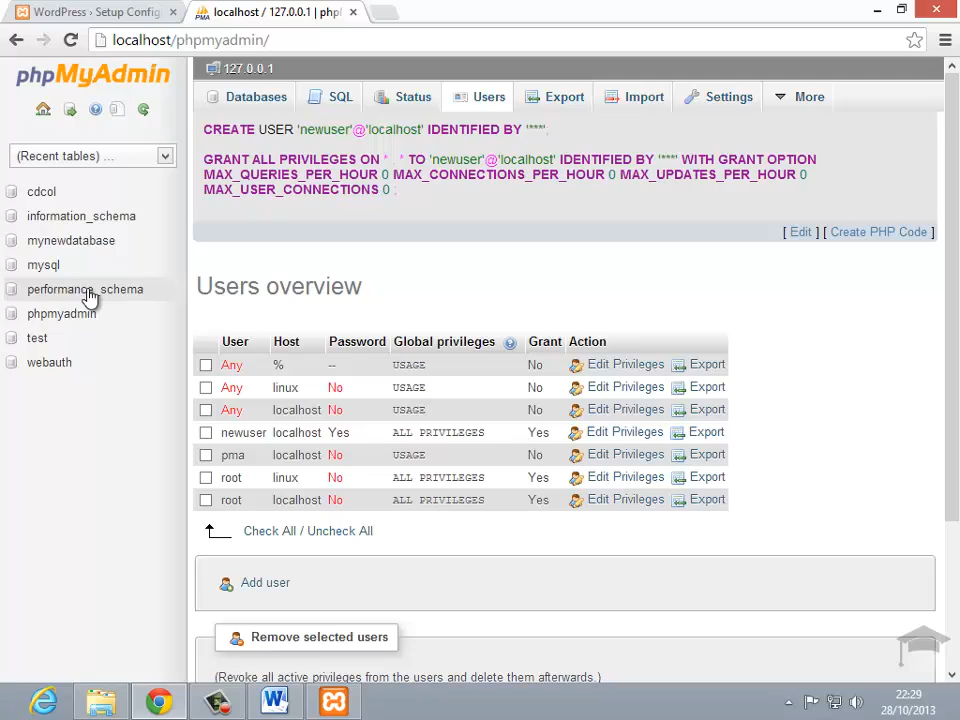 WordPress › Setup Config
localhost / 127.0.0.1 | phpl
localhost/phpmyadmin/
phpMyAdmin
(Recent tables) ...
cdcol
information_schema
mynewdatabase
mysql
performance_schema
phpmyadmin
test
webauth
127.0.0.1
Databases SQL Status Users Export Import Settings More
CREATE USER 'newuser'@'localhost' IDENTIFIED BY '***';
GRANT ALL PRIVILEGES ON * . * TO 'newuser'@'localhost' IDENTIFIED BY '***' WITH GRANT OPTION
MAX_QUERIES_PER_HOUR 0 MAX_CONNECTIONS_PER_HOUR 0 MAX_UPDATES_PER_HOUR 0
MAX_USER_CONNECTIONS 0 ;
[ Edit ] [ Create PHP Code ]
Users overview
User Host Password Global privileges Grant Action
Any % -- USAGE No Edit Privileges Export
Any linux No USAGE No Edit Privileges Export
Any localhost No USAGE No Edit Privileges Export
newuser localhost Yes ALL PRIVILEGES Yes Edit Privileges Export
pma localhost No USAGE No Edit Privileges Export
root linux No ALL PRIVILEGES Yes Edit Privileges Export
root localhost No ALL PRIVILEGES Yes Edit Privileges Export
Check All / Uncheck All
Add user
Remove selected users
(Revoke all active privileges from the users and delete them afterwards.)
22:29
28/10/2013